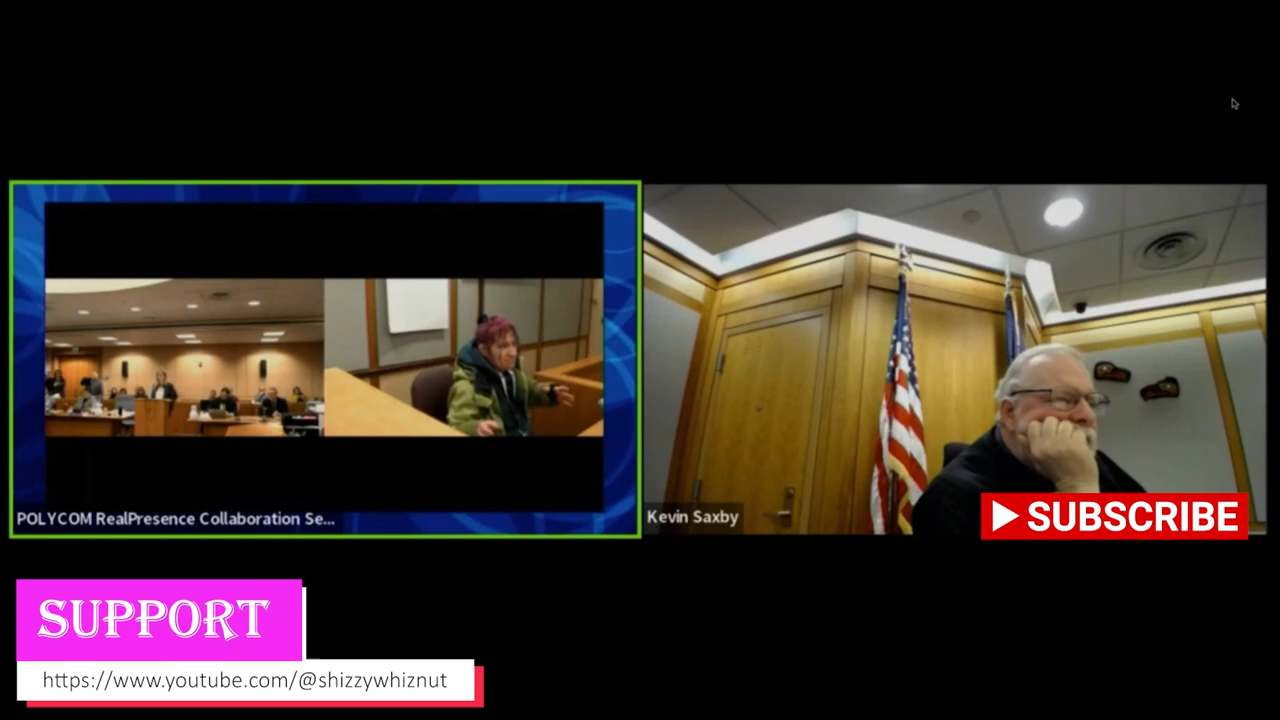 POLYCOM RealPresence Collaboration Se...
Kevin Saxby
SUBSCRIBE
SUPPORT
https://www.youtube.com/@shizzywhiznut